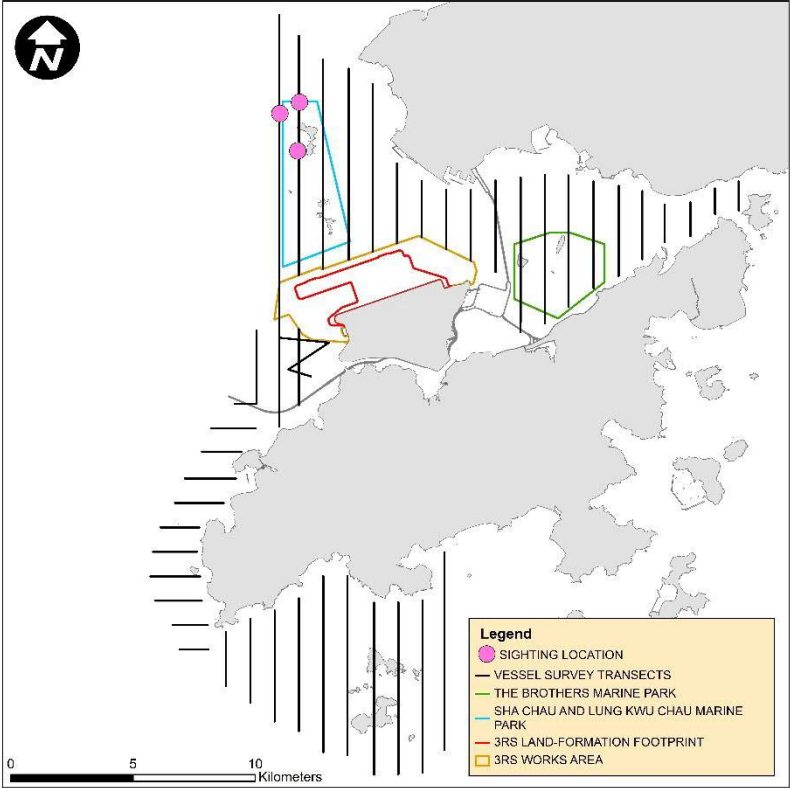 N
Legend
SIGHTING LOCATION
VESSEL SURVEY TRANSECTS
THE BROTHERS MARINE PARK
SHA CHAU AND LUNG KWU CHAU MARINE
PARK
3RS LAND-FORMATION FOOTPRINT
3RS WORKS AREA
0 5 10
Kilometers